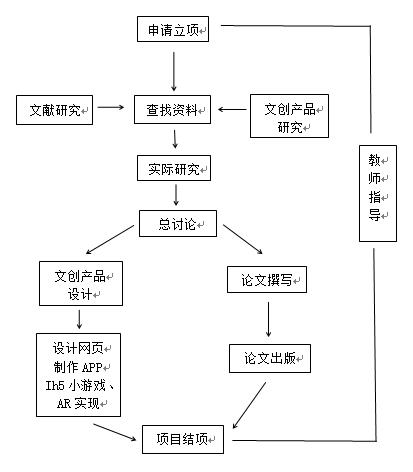 申请立项
文献研究
查找资料
文创产品
研究
教
师
指
导
实际研究
总讨论
文创产品
设计
论文撰写
设计网页
制作 APP
Ih5 小游戏、
AR 实现
论文出版
项目结项